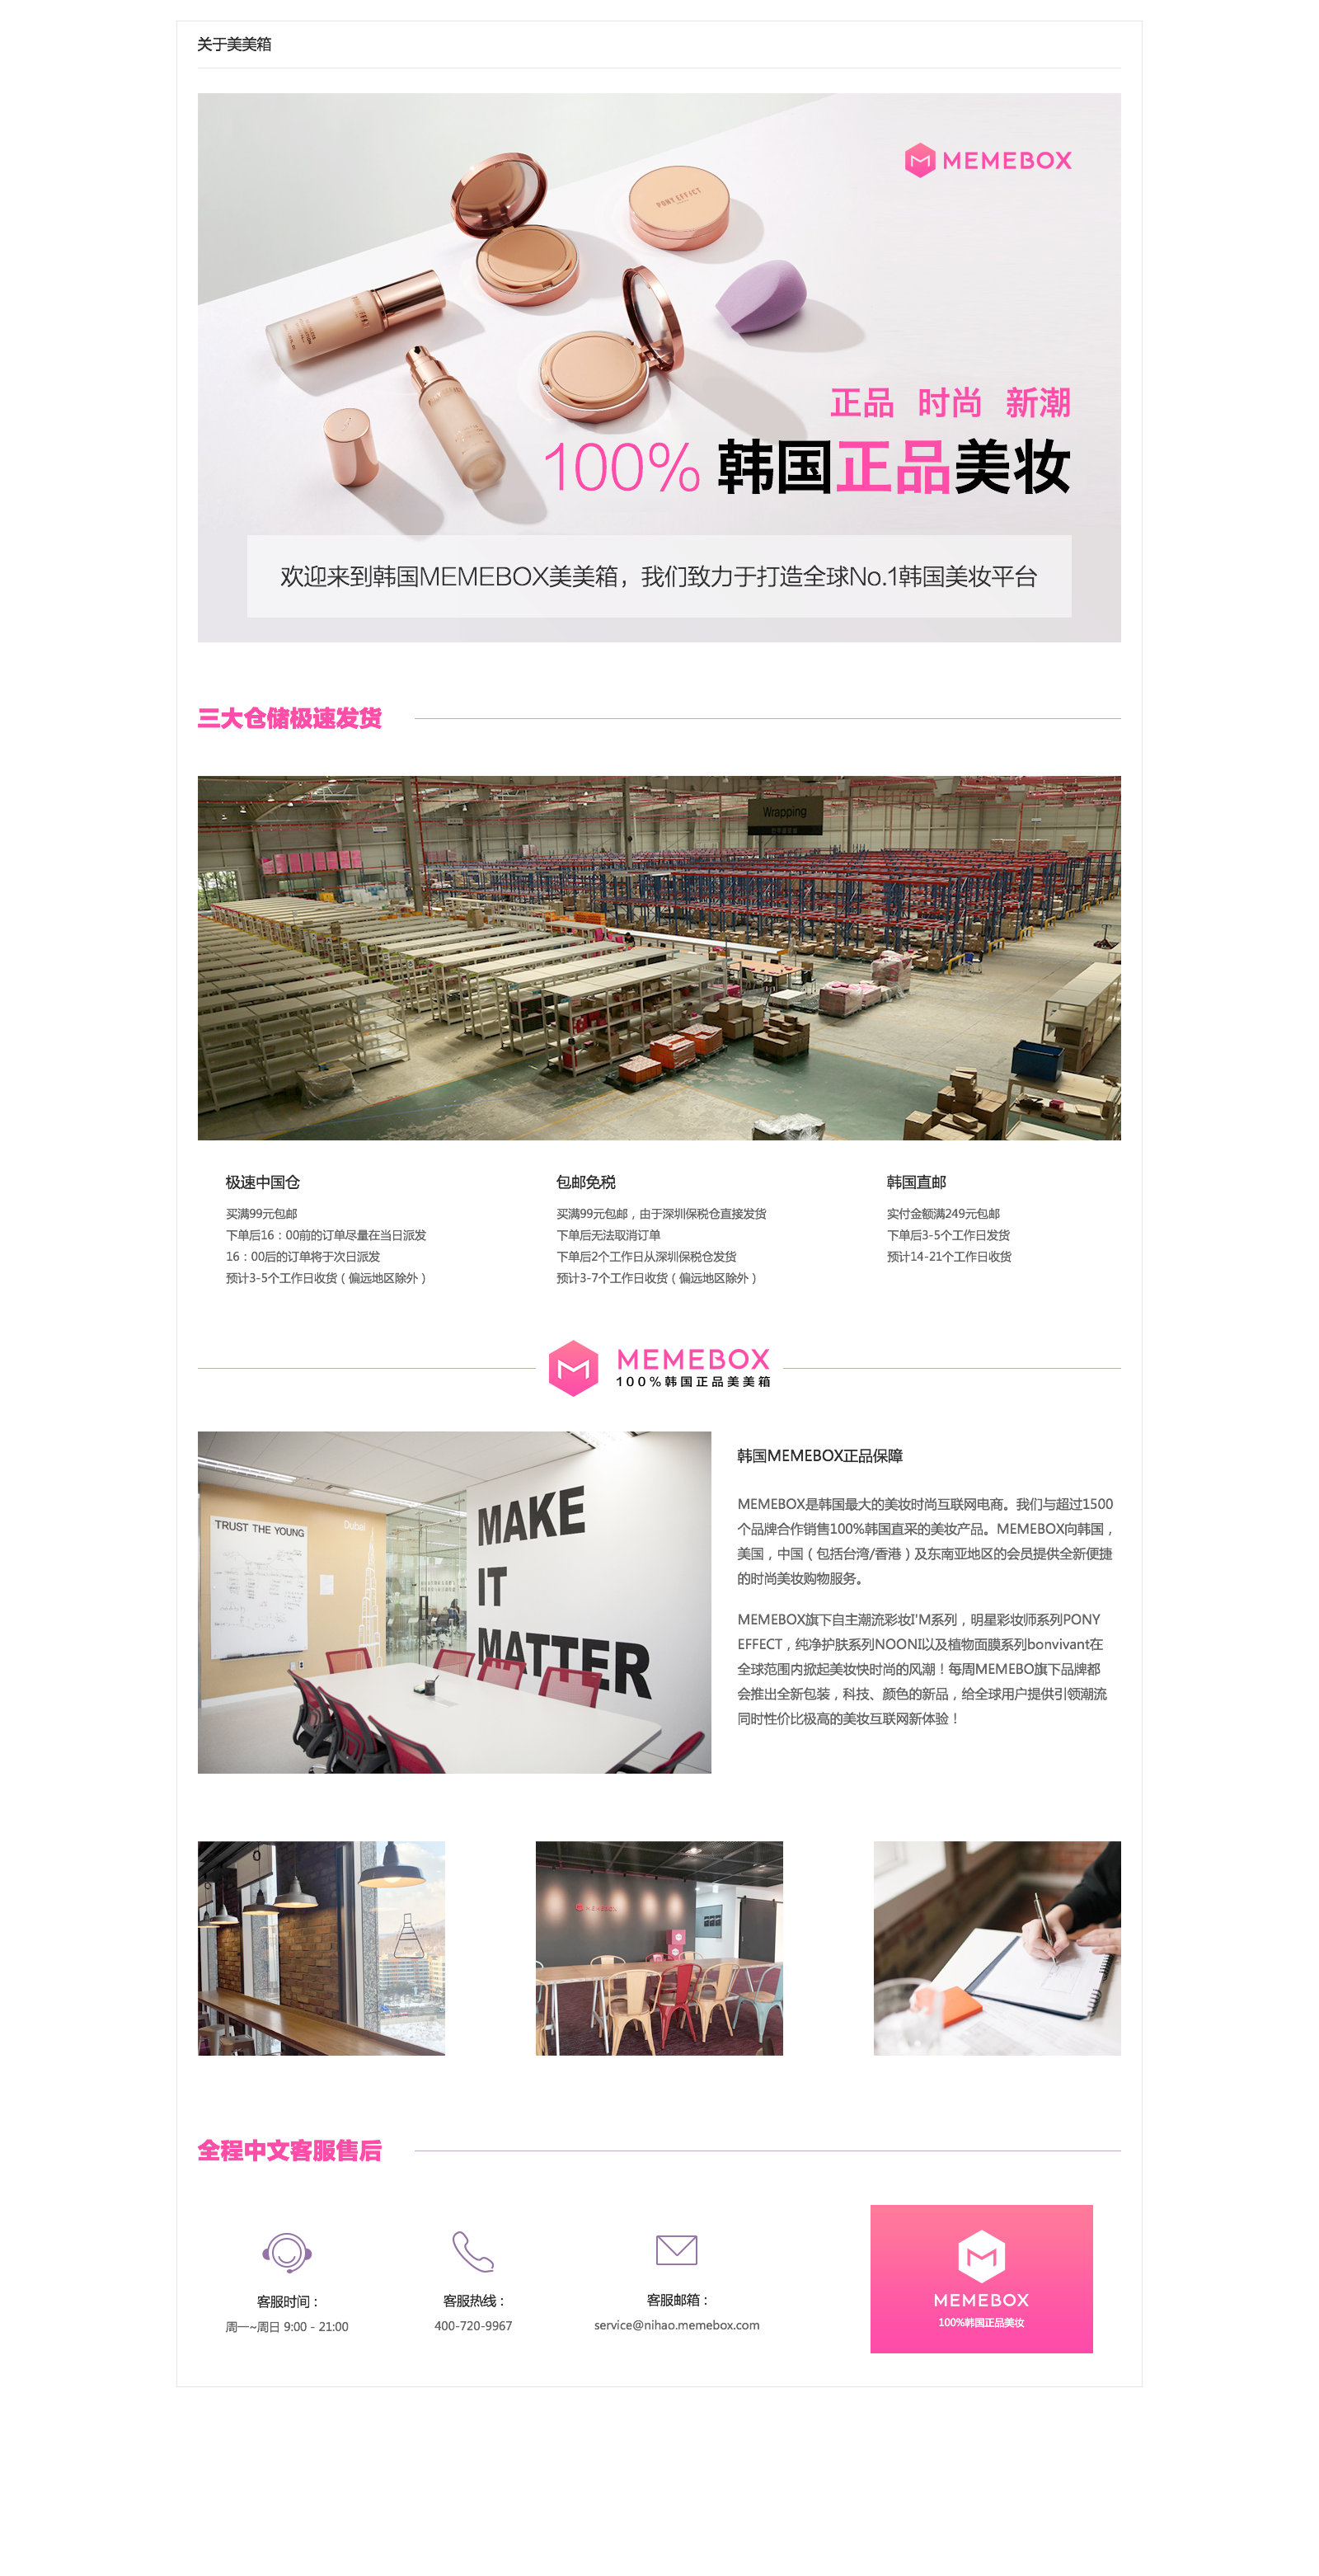 关于美美箱
MEMEBOX
PONY EFFECT
正品 时尚 新潮
100% 韩国正品美妆
欢迎来到韩国MEMEBOX美美箱，我们致力于打造全球No.1韩国美妆平台
三大仓储极速发货
Wrapping
极速中国仓
买满99元包邮
下单后16：00前的订单尽量在当日派发
16：00后的订单将于次日派发
预计3-5个工作日收货（偏远地区除外）
包邮免税
买满99元包邮，由于深圳保税仓直接发货
下单后无法取消订单
下单后2个工作日从深圳保税仓发货
预计3-7个工作日收货（偏远地区除外）
韩国直邮
实付金额满249元包邮
下单后3-5个工作日发货
预计14-21个工作日收货
MEMEBOX
100%韩国正品美美箱
TRUST THE YOUNG
Dubai
MAKE
IT
MATTER
韩国MEMEBOX正品保障
MEMEBOX是韩国最大的美妆时尚互联网电商。我们与超过1500
个品牌合作销售100%韩国直采的美妆产品。MEMEBOX向韩国，
美国，中国（包括台湾/香港）及东南亚地区的会员提供全新便捷
的时尚美妆购物服务。
MEMEBOX旗下自主潮流彩妆I'M系列，明星彩妆师系列PONY
EFFECT，纯净护肤系列NOONI以及植物面膜系列bonvivant在
全球范围内掀起美妆快时尚的风潮！每周MEMEBO旗下品牌都
会推出全新包装，科技、颜色的新品，给全球用户提供引领潮流
同时性价比极高的美妆互联网新体验！
MEMEBOX
全程中文客服售后
客服时间：
周一~周日 9:00 - 21:00
客服热线：
400-720-9967
客服邮箱：
service@nihao.memebox.com
MEMEBOX
100%韩国正品美妆